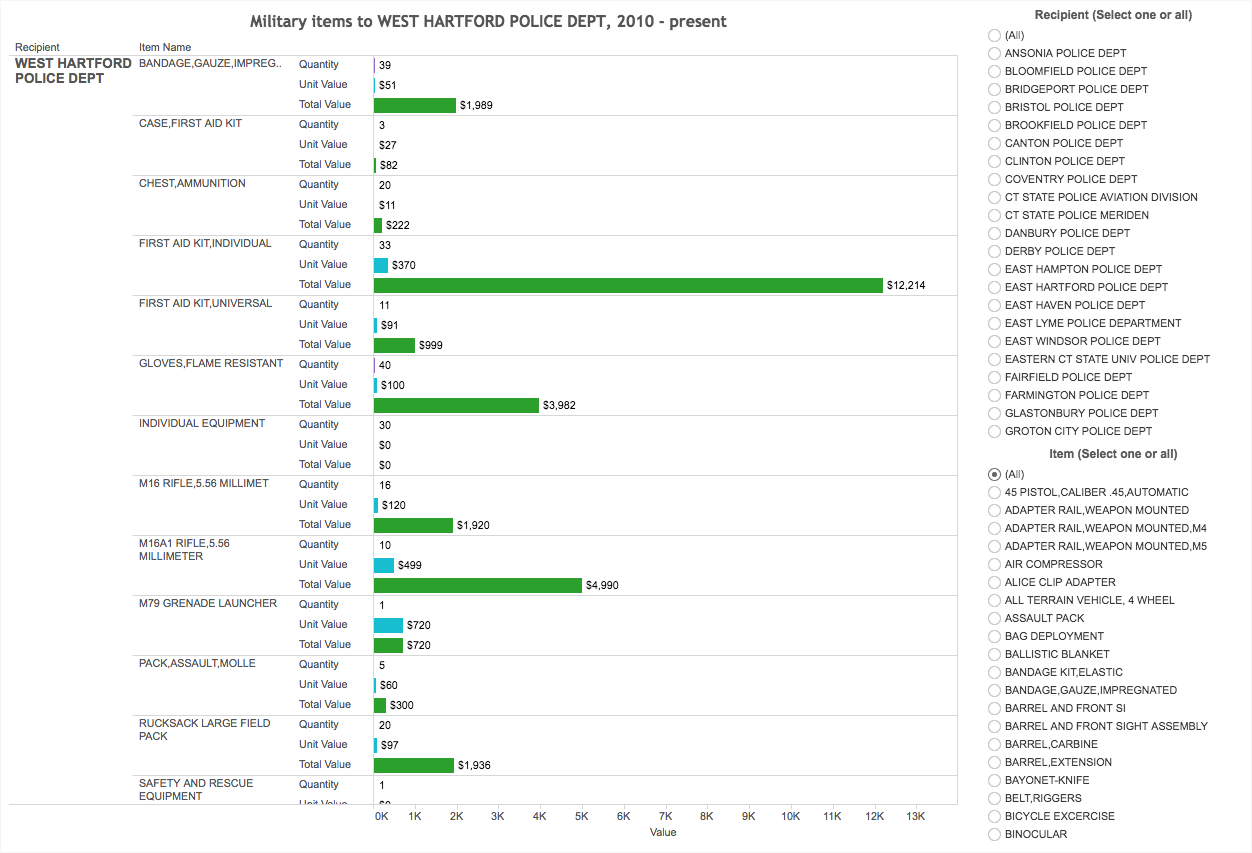 Military items to WEST HARTFORD POLICE DEPT, 2010 - present
Recipient
Item Name
WEST HARTFORD
POLICE DEPT
BANDAGE,GAUZE,IMPREG..
Quantity
39
Unit Value
$51
Total Value
$1,989
CASE,FIRST AID KIT
Quantity
3
Unit Value
$27
Total Value
$82
CHEST,AMMUNITION
Quantity
20
Unit Value
$11
Total Value
$222
FIRST AID KIT,INDIVIDUAL
Quantity
33
Unit Value
$370
Total Value
$12,214
FIRST AID KIT,UNIVERSAL
Quantity
11
Unit Value
$91
Total Value
$999
GLOVES,FLAME RESISTANT
Quantity
40
Unit Value
$100
Total Value
$3,982
INDIVIDUAL EQUIPMENT
Quantity
30
Unit Value
$0
Total Value
$0
M16 RIFLE,5.56 MILLIMET
Quantity
16
Unit Value
$120
Total Value
$1,920
M16A1 RIFLE,5.56
MILLIMETER
Quantity
10
Unit Value
$499
Total Value
$4,990
M79 GRENADE LAUNCHER
Quantity
1
Unit Value
$720
Total Value
$720
PACK,ASSAULT,MOLLE
Quantity
5
Unit Value
$60
Total Value
$300
RUCKSACK LARGE FIELD
PACK
Quantity
20
Unit Value
$97
Total Value
$1,936
SAFETY AND RESCUE
EQUIPMENT
Quantity
1
Unit Value
$0
0K 1K 2K 3K 4K 5K 6K 7K 8K 9K 10K 11K 12K 13K
Value
Recipient (Select one or all)
(All)
ANSONIA POLICE DEPT
BLOOMFIELD POLICE DEPT
BRIDGEPORT POLICE DEPT
BRISTOL POLICE DEPT
BROOKFIELD POLICE DEPT
CANTON POLICE DEPT
CLINTON POLICE DEPT
COVENTRY POLICE DEPT
CT STATE POLICE AVIATION DIVISION
CT STATE POLICE MERIDEN
DANBURY POLICE DEPT
DERBY POLICE DEPT
EAST HAMPTON POLICE DEPT
EAST HARTFORD POLICE DEPT
EAST HAVEN POLICE DEPT
EAST LYME POLICE DEPARTMENT
EAST WINDSOR POLICE DEPT
EASTERN CT STATE UNIV POLICE DEPT
FAIRFIELD POLICE DEPT
FARMINGTON POLICE DEPT
GLASTONBURY POLICE DEPT
GROTON CITY POLICE DEPT
Item (Select one or all)
(All)
45 PISTOL,CALIBER .45,AUTOMATIC
ADAPTER RAIL,WEAPON MOUNTED
ADAPTER RAIL,WEAPON MOUNTED,M4
ADAPTER RAIL,WEAPON MOUNTED,M5
AIR COMPRESSOR
ALICE CLIP ADAPTER
ALL TERRAIN VEHICLE, 4 WHEEL
ASSAULT PACK
BAG DEPLOYMENT
BALLISTIC BLANKET
BANDAGE KIT,ELASTIC
BANDAGE,GAUZE,IMPREGNATED
BARREL AND FRONT SI
BARREL AND FRONT SIGHT ASSEMBLY
BARREL,CARBINE
BARREL,EXTENSION
BAYONET-KNIFE
BELT,RIGGERS
BICYCLE EXCERCISE
BINOCULAR